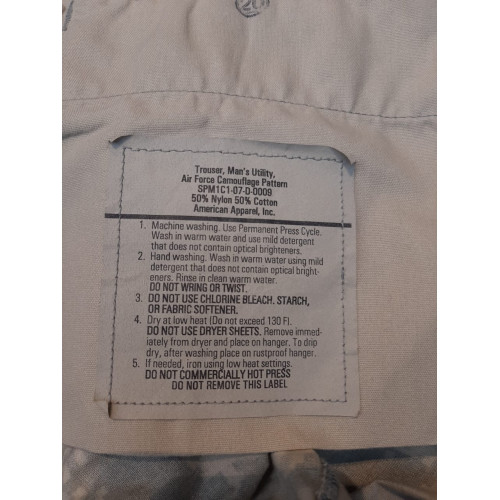 20
Trouser, Man's Utility,
Air Force Camouflage Pattern
SPM1C1-07-D-0009
50% Nylon 50% Cotton
American Apparel, Inc.
1. Machine washing. Use Permanent Press Cycle.
Wash in warm water and use mild detergent
that does not contain optical brighteners.
2. Hand washing. Wash in warm water using mild
detergent that does not contain optical bright-
eners. Rinse in clean warm water.
DO NOT WRING OR TWIST.
3. DO NOT USE CHLORINE BLEACH, STARCH,
OR FABRIC SOFTENER.
4. Dry at low heat (Do not exceed 130 F).
DO NOT USE DRYER SHEETS. Remove immed-
iately from dryer and place on hanger. To drip
dry, after washing place on rustproof hanger.
5. If needed, iron using low heat settings.
DO NOT COMMERCIALLY HOT PRESS
DO NOT REMOVE THIS LABEL